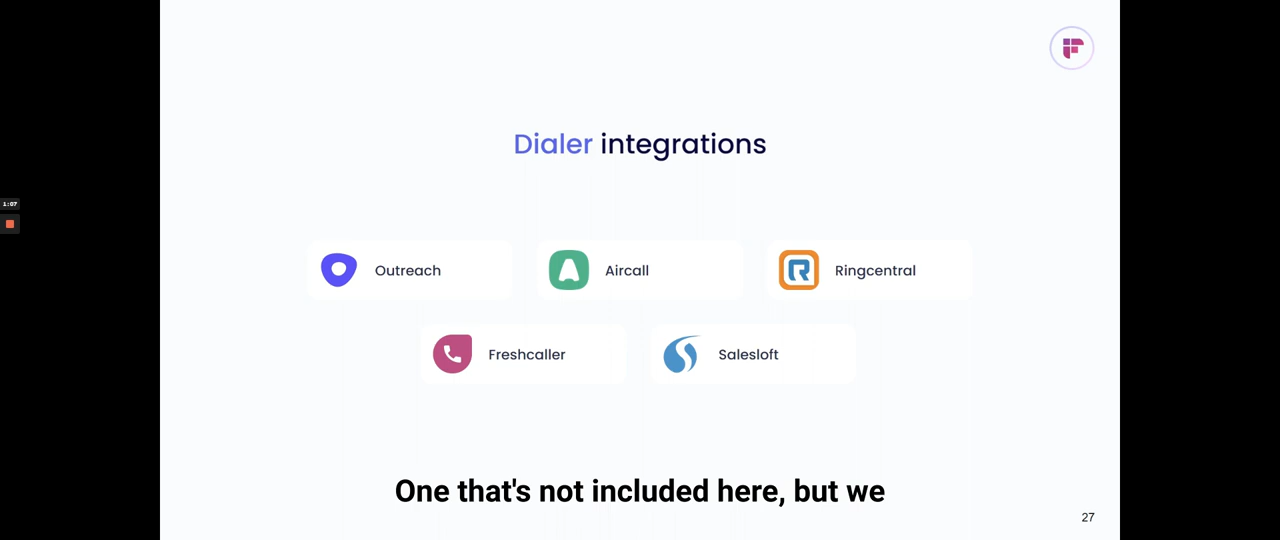 1:07
Dialer integrations
Outreach
Aircall
Ringcentral
Freshcaller
Salesloft
One that's not included here, but we
27